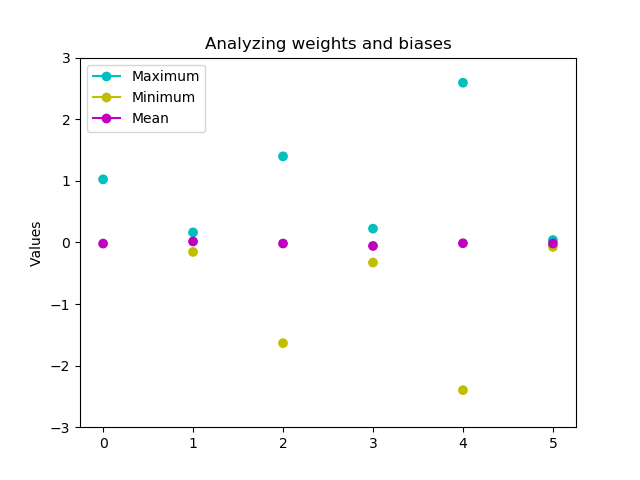 Analyzing weights and biases
Maximum
Minimum
Mean
Values
3
2
1
0
−1
−2
−3
0 1 2 3 4 5